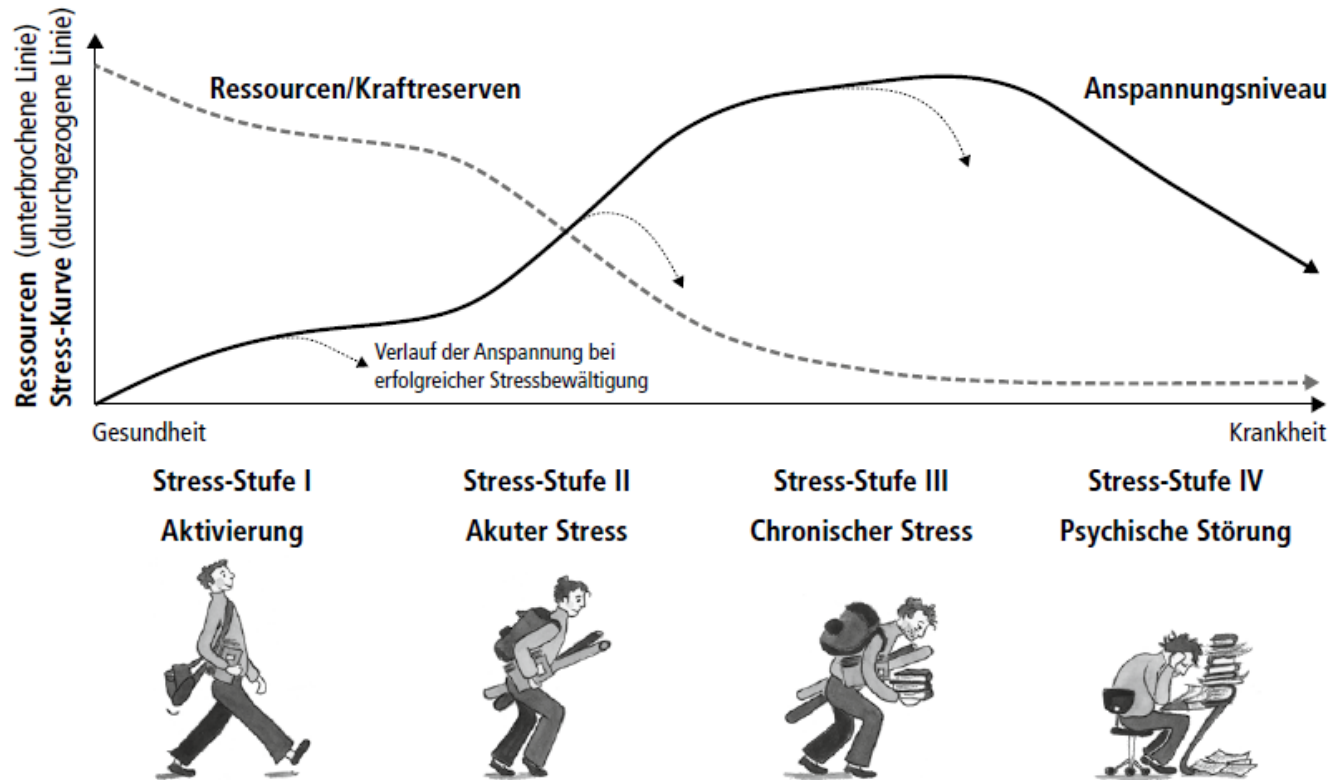 Ressourcen (unterbrochene Linie)
Stress-Kurve (durchgezogene Linie)
Ressourcen/Kraftreserven
Anspannungsniveau
Verlauf der Anspannung bei
erfolgreicher Stressbewältigung
Gesundheit
Krankheit
Stress-Stufe I
Aktivierung
Stress-Stufe II
Akuter Stress
Stress-Stufe III
Chronischer Stress
Stress-Stufe IV
Psychische Störung